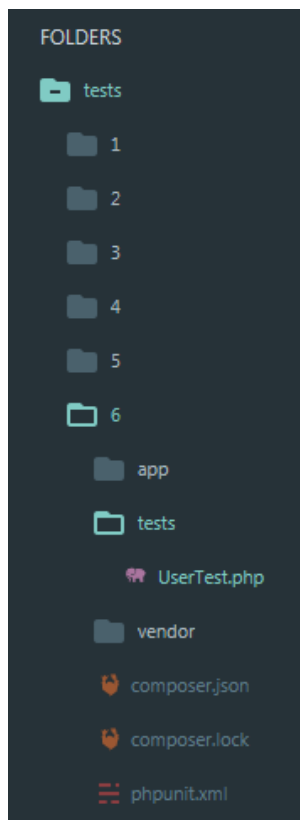 FOLDERS
tests
1
2
3
4
5
6
app
tests
UserTest.php
vendor
composer.json
composer.lock
phpunit.xml